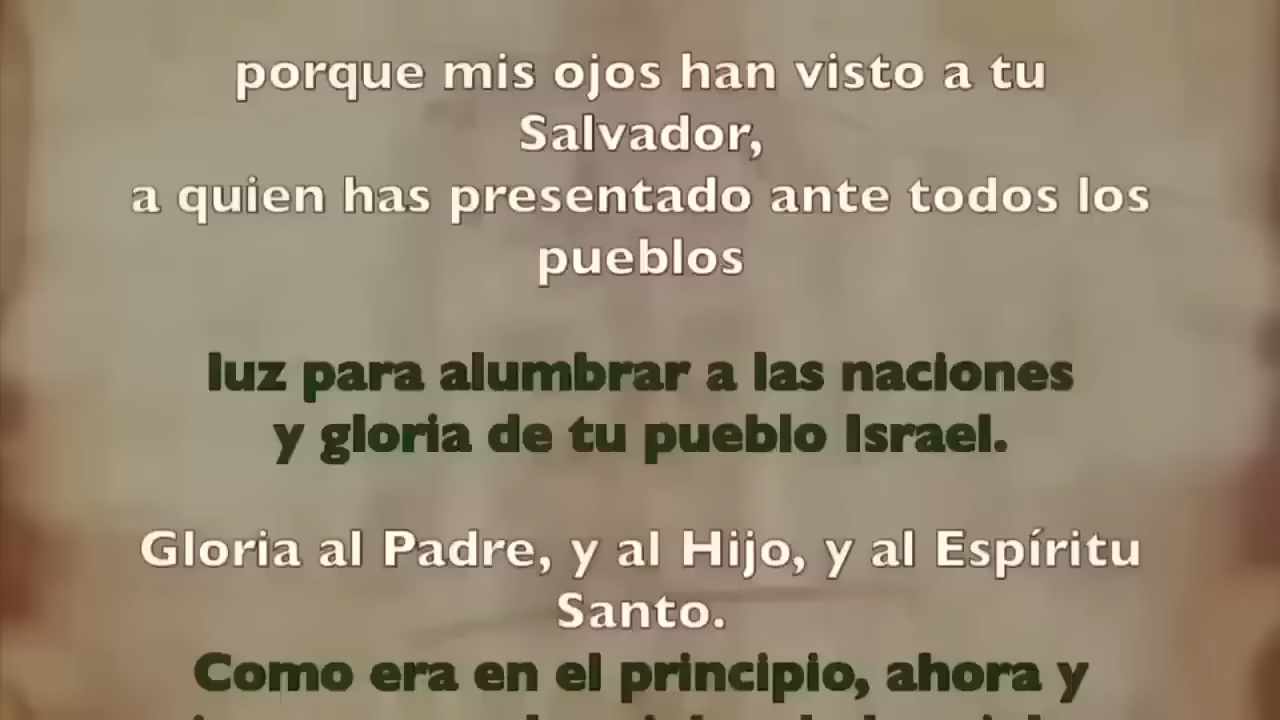 porque mis ojos han visto a tu
Salvador,
a quien has presentado ante todos los
pueblos
luz para alumbrar a las naciones
y gloria de tu pueblo Israel.
Gloria al Padre, y al Hijo, y al Espíritu
Santo.
Como era en el principio, ahora y